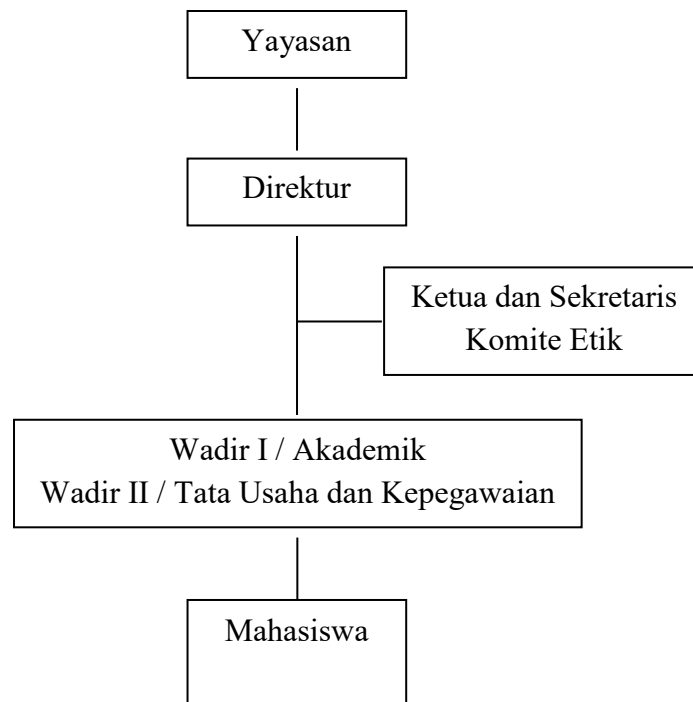 Yayasan
Direktur
Ketua dan Sekretaris
Komite Etik
Wadir I / Akademik
Wadir II / Tata Usaha dan Kepegawaian
Mahasiswa